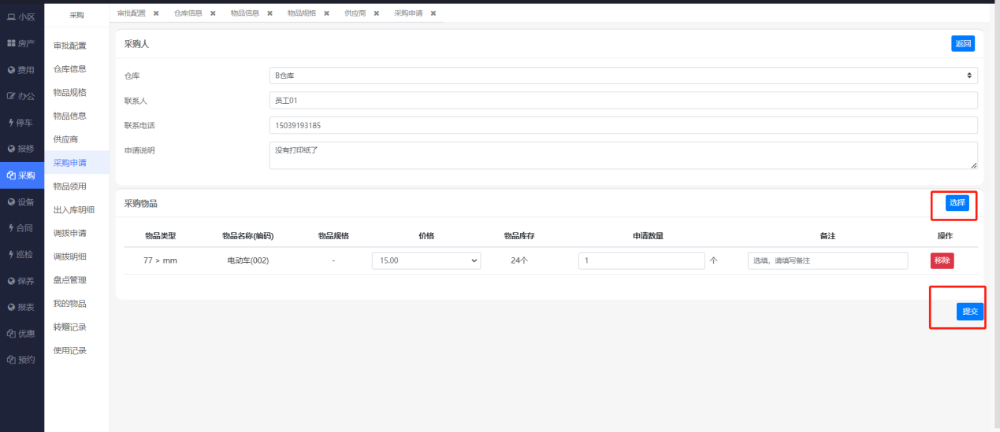 小区
房产
费用
办公
停车
报修
采购
设备
合同
巡检
保养
报表
优惠
预约
采购
审批配置
仓库信息
物品规格
物品信息
供应商
采购申请
物品领用
出入库明细
调拨申请
调拨明细
盘点管理
我的物品
转赠记录
使用记录
审批配置 ✖ 仓库信息 ✖ 物品信息 ✖ 物品规格 ✖ 供应商 ✖ 采购申请 ✖
采购人 返回
仓库 B仓库
联系人 员工01
联系电话 15039193185
申请说明 没有打印纸了
采购物品 选择
物品类型 物品名称(编码) 物品规格 价格 物品库存 申请数量 备注 操作
77 > mm 电动车(002) - 15.00 24个 1 个 选填，请填写备注 移除
提交